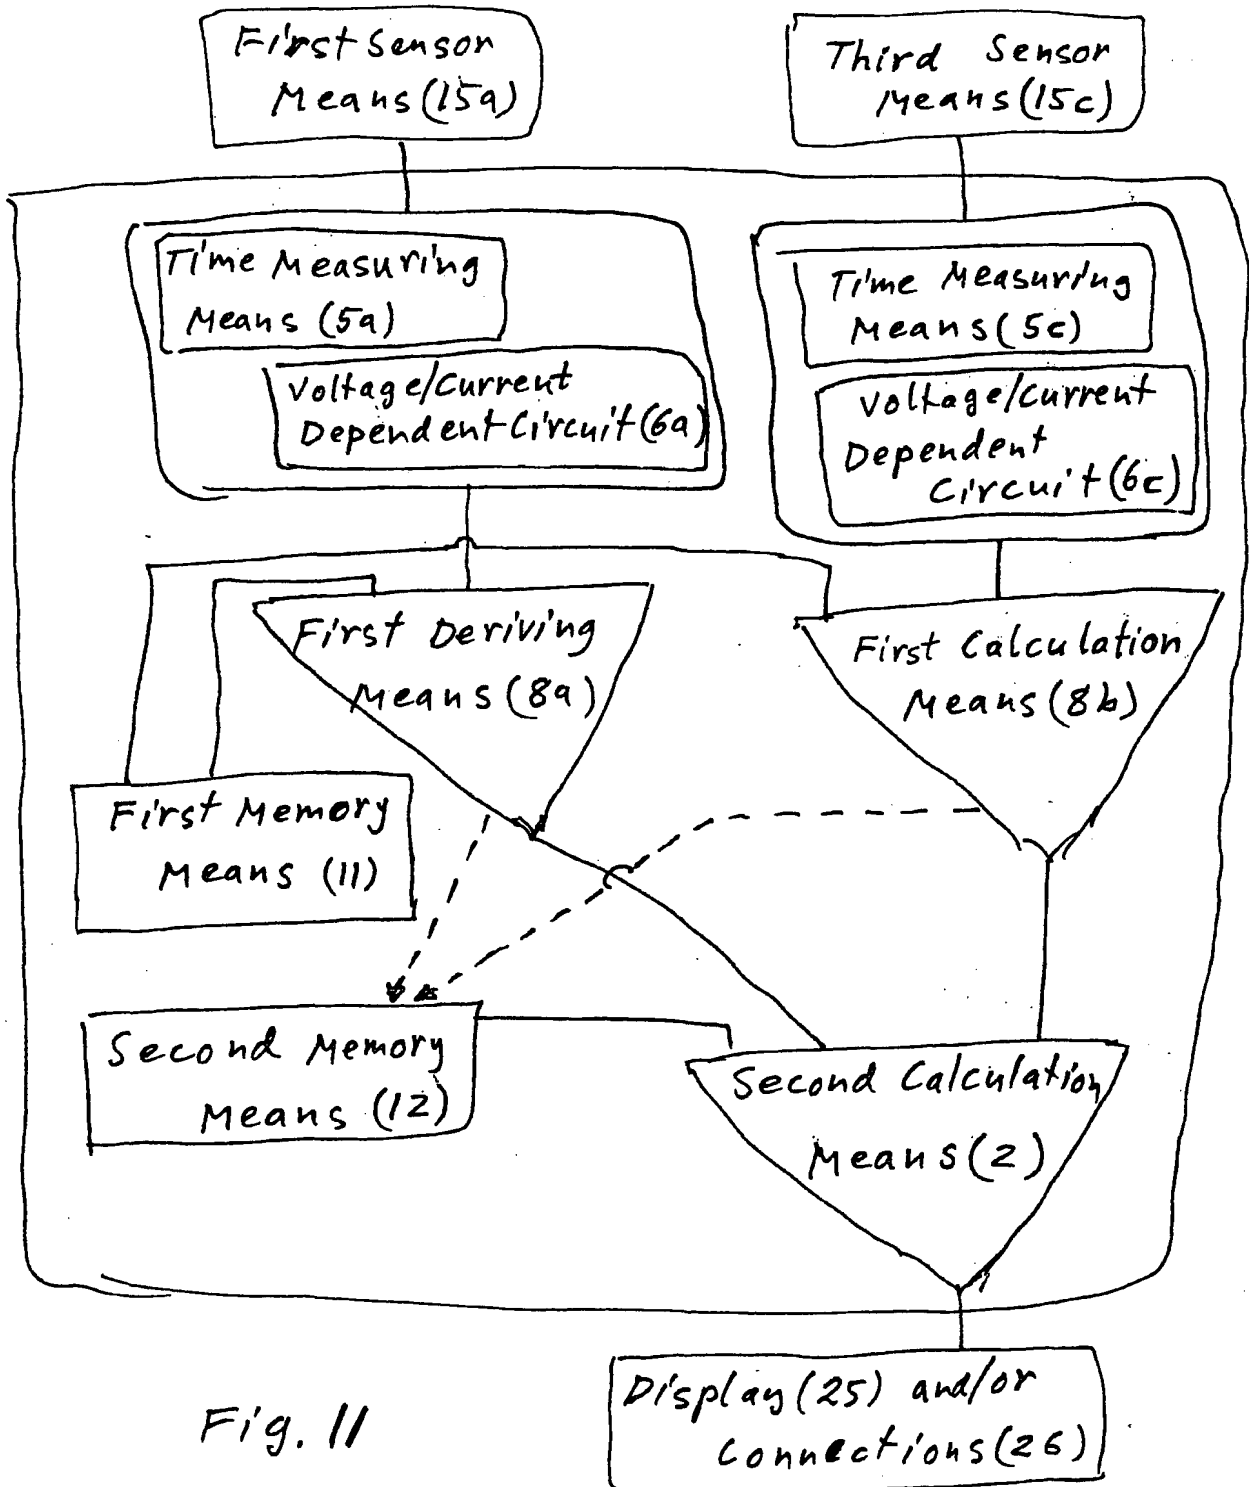 First Sensor
Means (15a)
Third Sensor
Means (15c)
Time Measuring
Means (5a)
Voltage/Current
Dependent Circuit (6a)
Time Measuring
Means (5c)
Voltage/Current
Dependent
Circuit (6c)
First Deriving
Means (8a)
First Calculation
Means (8b)
First Memory
Means (11)
Second Memory
Means (12)
Second Calculation
Means (2)
Display (25) and/or
Connections (26)
Fig. 11